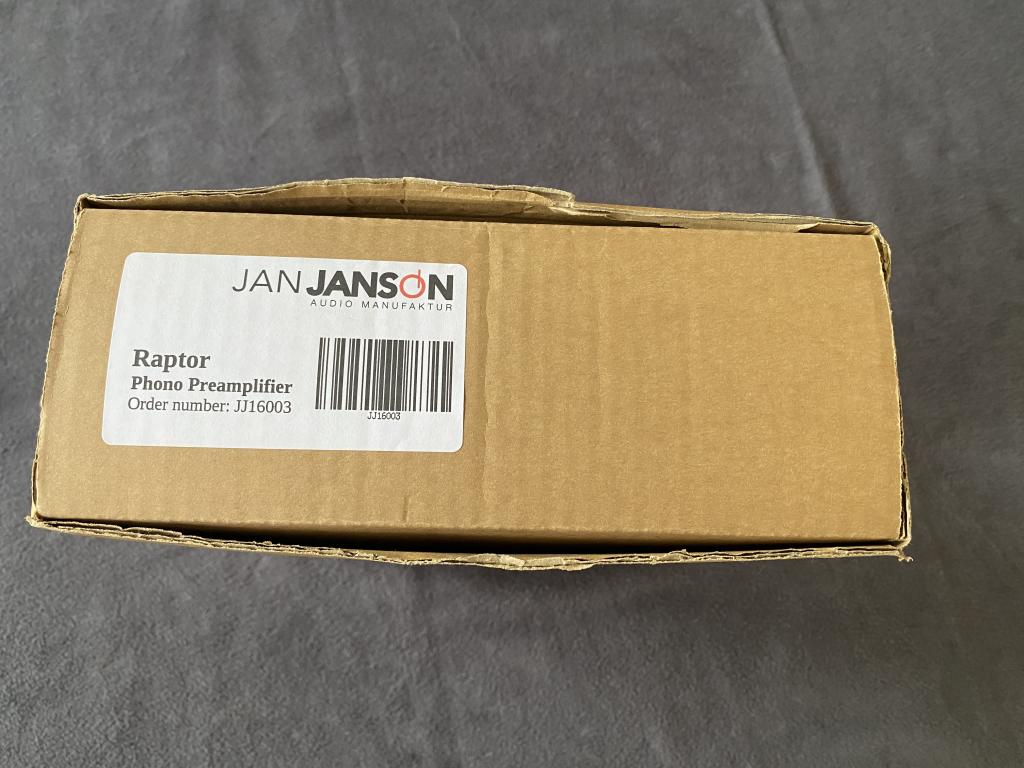 JAN JANSON
AUDIO MANUFAKTUR
Raptor
Phono Preamplifier
Order number: JJ16003
JJ16003